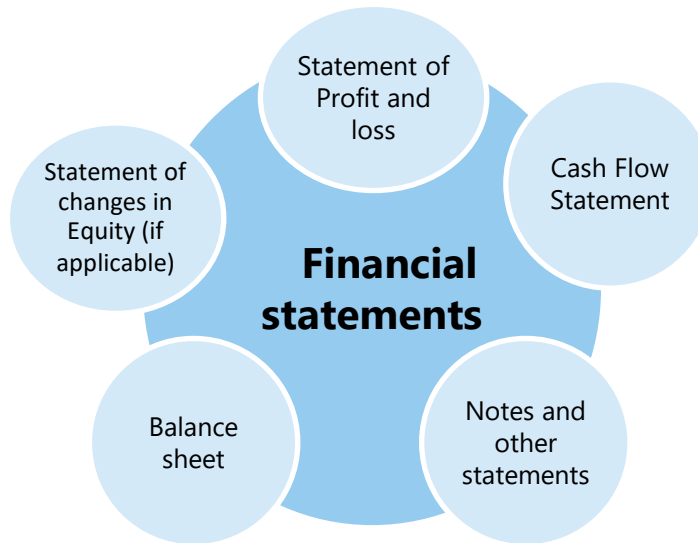 Statement of
Profit and
loss
Cash Flow
Statement
Statement of
changes in
Equity (if
applicable)
Financial
statements
Balance
sheet
Notes and
other
statements